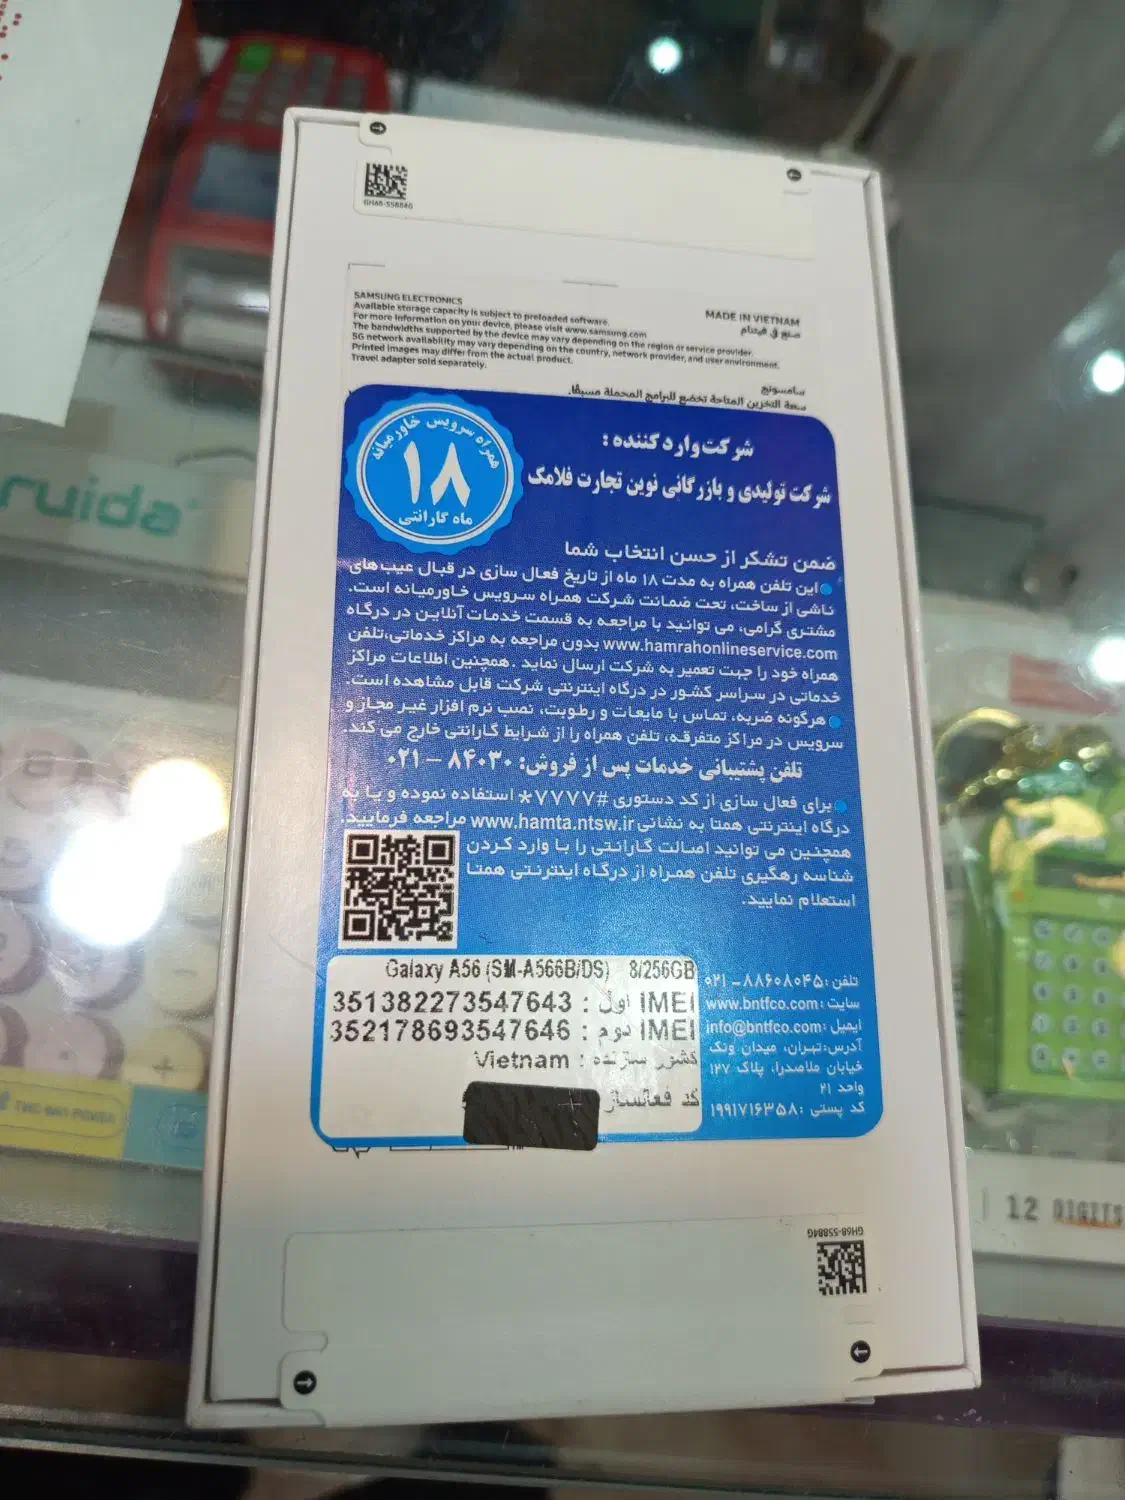 GH68-55884G
SAMSUNG ELECTRONICS
Available storage capacity is subject to preloaded software.
For more information on your device, please visit www.samsung.com
The bandwidths supported by the device may vary depending on the region or service provider.
5G network availability may vary depending on the country, network provider, and user environment.
Printed images may differ from the actual product.
Travel adapter sold separately.
MADE IN VIETNAM
صنع في فيتنام
سامسونج
سعة التخزين المتاحة تخضع للبرامج المحملة مسبقًا.
همراه سرویس خاورمیانه
۱۸
ماه گارانتی
شرکت وارد کننده :
شرکت تولیدی و بازرگانی نوین تجارت فلامک
ضمن تشکر از حسن انتخاب شما
این تلفن همراه به مدت ۱۸ ماه از تاریخ فعال سازی در قبال عیب های
ناشی از ساخت، تحت ضمانت شرکت همراه سرویس خاورمیانه است.
مشتری گرامی، می توانید با مراجعه به قسمت خدمات آنلاین در درگاه
www.hamrahonlineservice.com بدون مراجعه به مراکز خدماتی،تلفن
همراه خود را جهت تعمیر به شرکت ارسال نماید .همچنین اطلاعات مراکز
خدماتی در سراسر کشور در درگاه اینترنتی شرکت قابل مشاهده است.
هرگونه ضربه، تماس با مایعات و رطوبت، نصب نرم افزار غیر مجاز و
سرویس در مراکز متفرقه، تلفن همراه را از شرایط گارانتی خارج می کند.
تلفن پشتیبانی خدمات پس از فروش: ۸۴۰۳۰ – ۰۲۱
برای فعال سازی از کد دستوری #۷۷۷۷* استفاده نموده و یا به
درگاه اینترنتی همتا به نشانی www.hamta.ntsw.ir مراجعه فرمایید.
همچنین می توانید اصالت گارانتی را با وارد کردن
شناسه رهگیری تلفن همراه از درگاه اینترنتی همتا
استعلام نمایید.
Galaxy A56 (SM-A566B/DS) 8/256GB
IMEI اول : 351382273547643
IMEI دوم : 352178693547646
کشور سازنده : Vietnam
کد فعالساز
تلفن: ۸۸۶۰۸۰۴۵ – ۰۲۱
سایت: www.bntfco.com
ایمیل: info@bntfco.com
آدرس:تهران، میدان ونک
خیابان ملاصدرا، پلاک ۱۲۷
واحد ۲۱
کد پستی: ۱۹۹۱۷۱۶۳۵۸
GH68-55884G
ruida
12 DIGITS